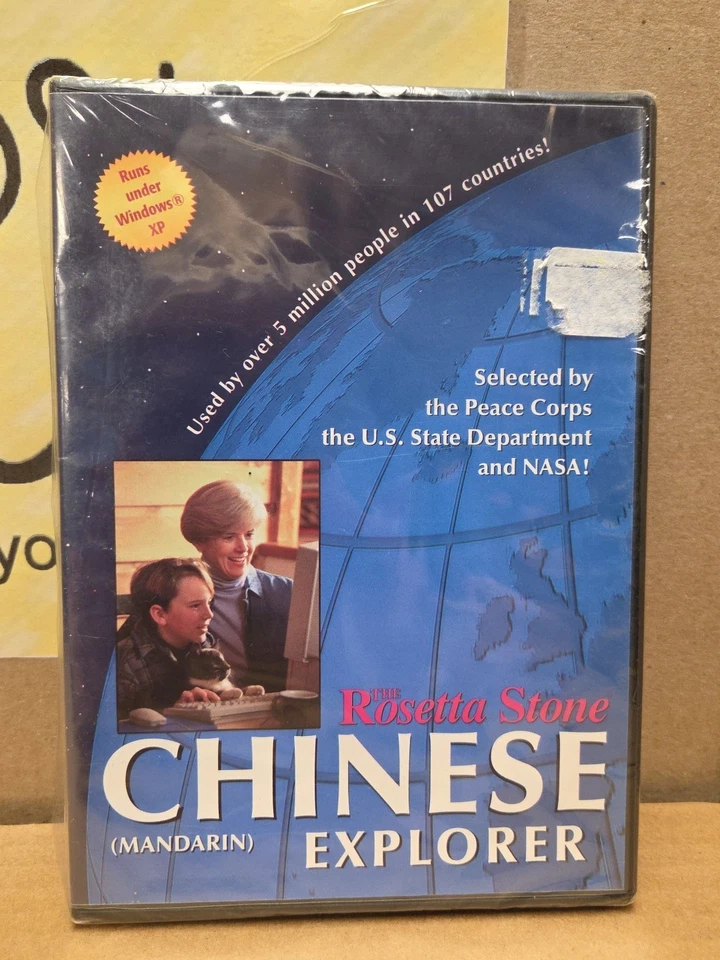 Runs
under
Windows®
XP
Used by over 5 million people in 107 countries!
Selected by
the Peace Corps
the U.S. State Department
and NASA!
THE
Rosetta Stone
CHINESE
(MANDARIN) EXPLORER
yo